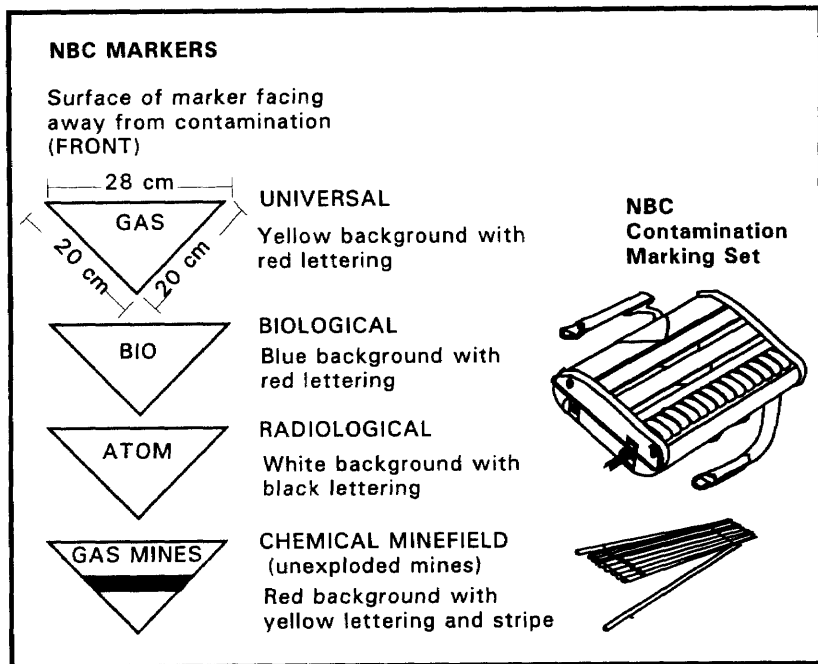 NBC MARKERS
Surface of marker facing
away from contamination
(FRONT)
28 cm
GAS
20 cm
20 cm
UNIVERSAL
Yellow background with
red lettering
BIO
BIOLOGICAL
Blue background with
red lettering
ATOM
RADIOLOGICAL
White background with
black lettering
GAS MINES
CHEMICAL MINEFIELD
(unexploded mines)
Red background with
yellow lettering and stripe
NBC
Contamination
Marking Set